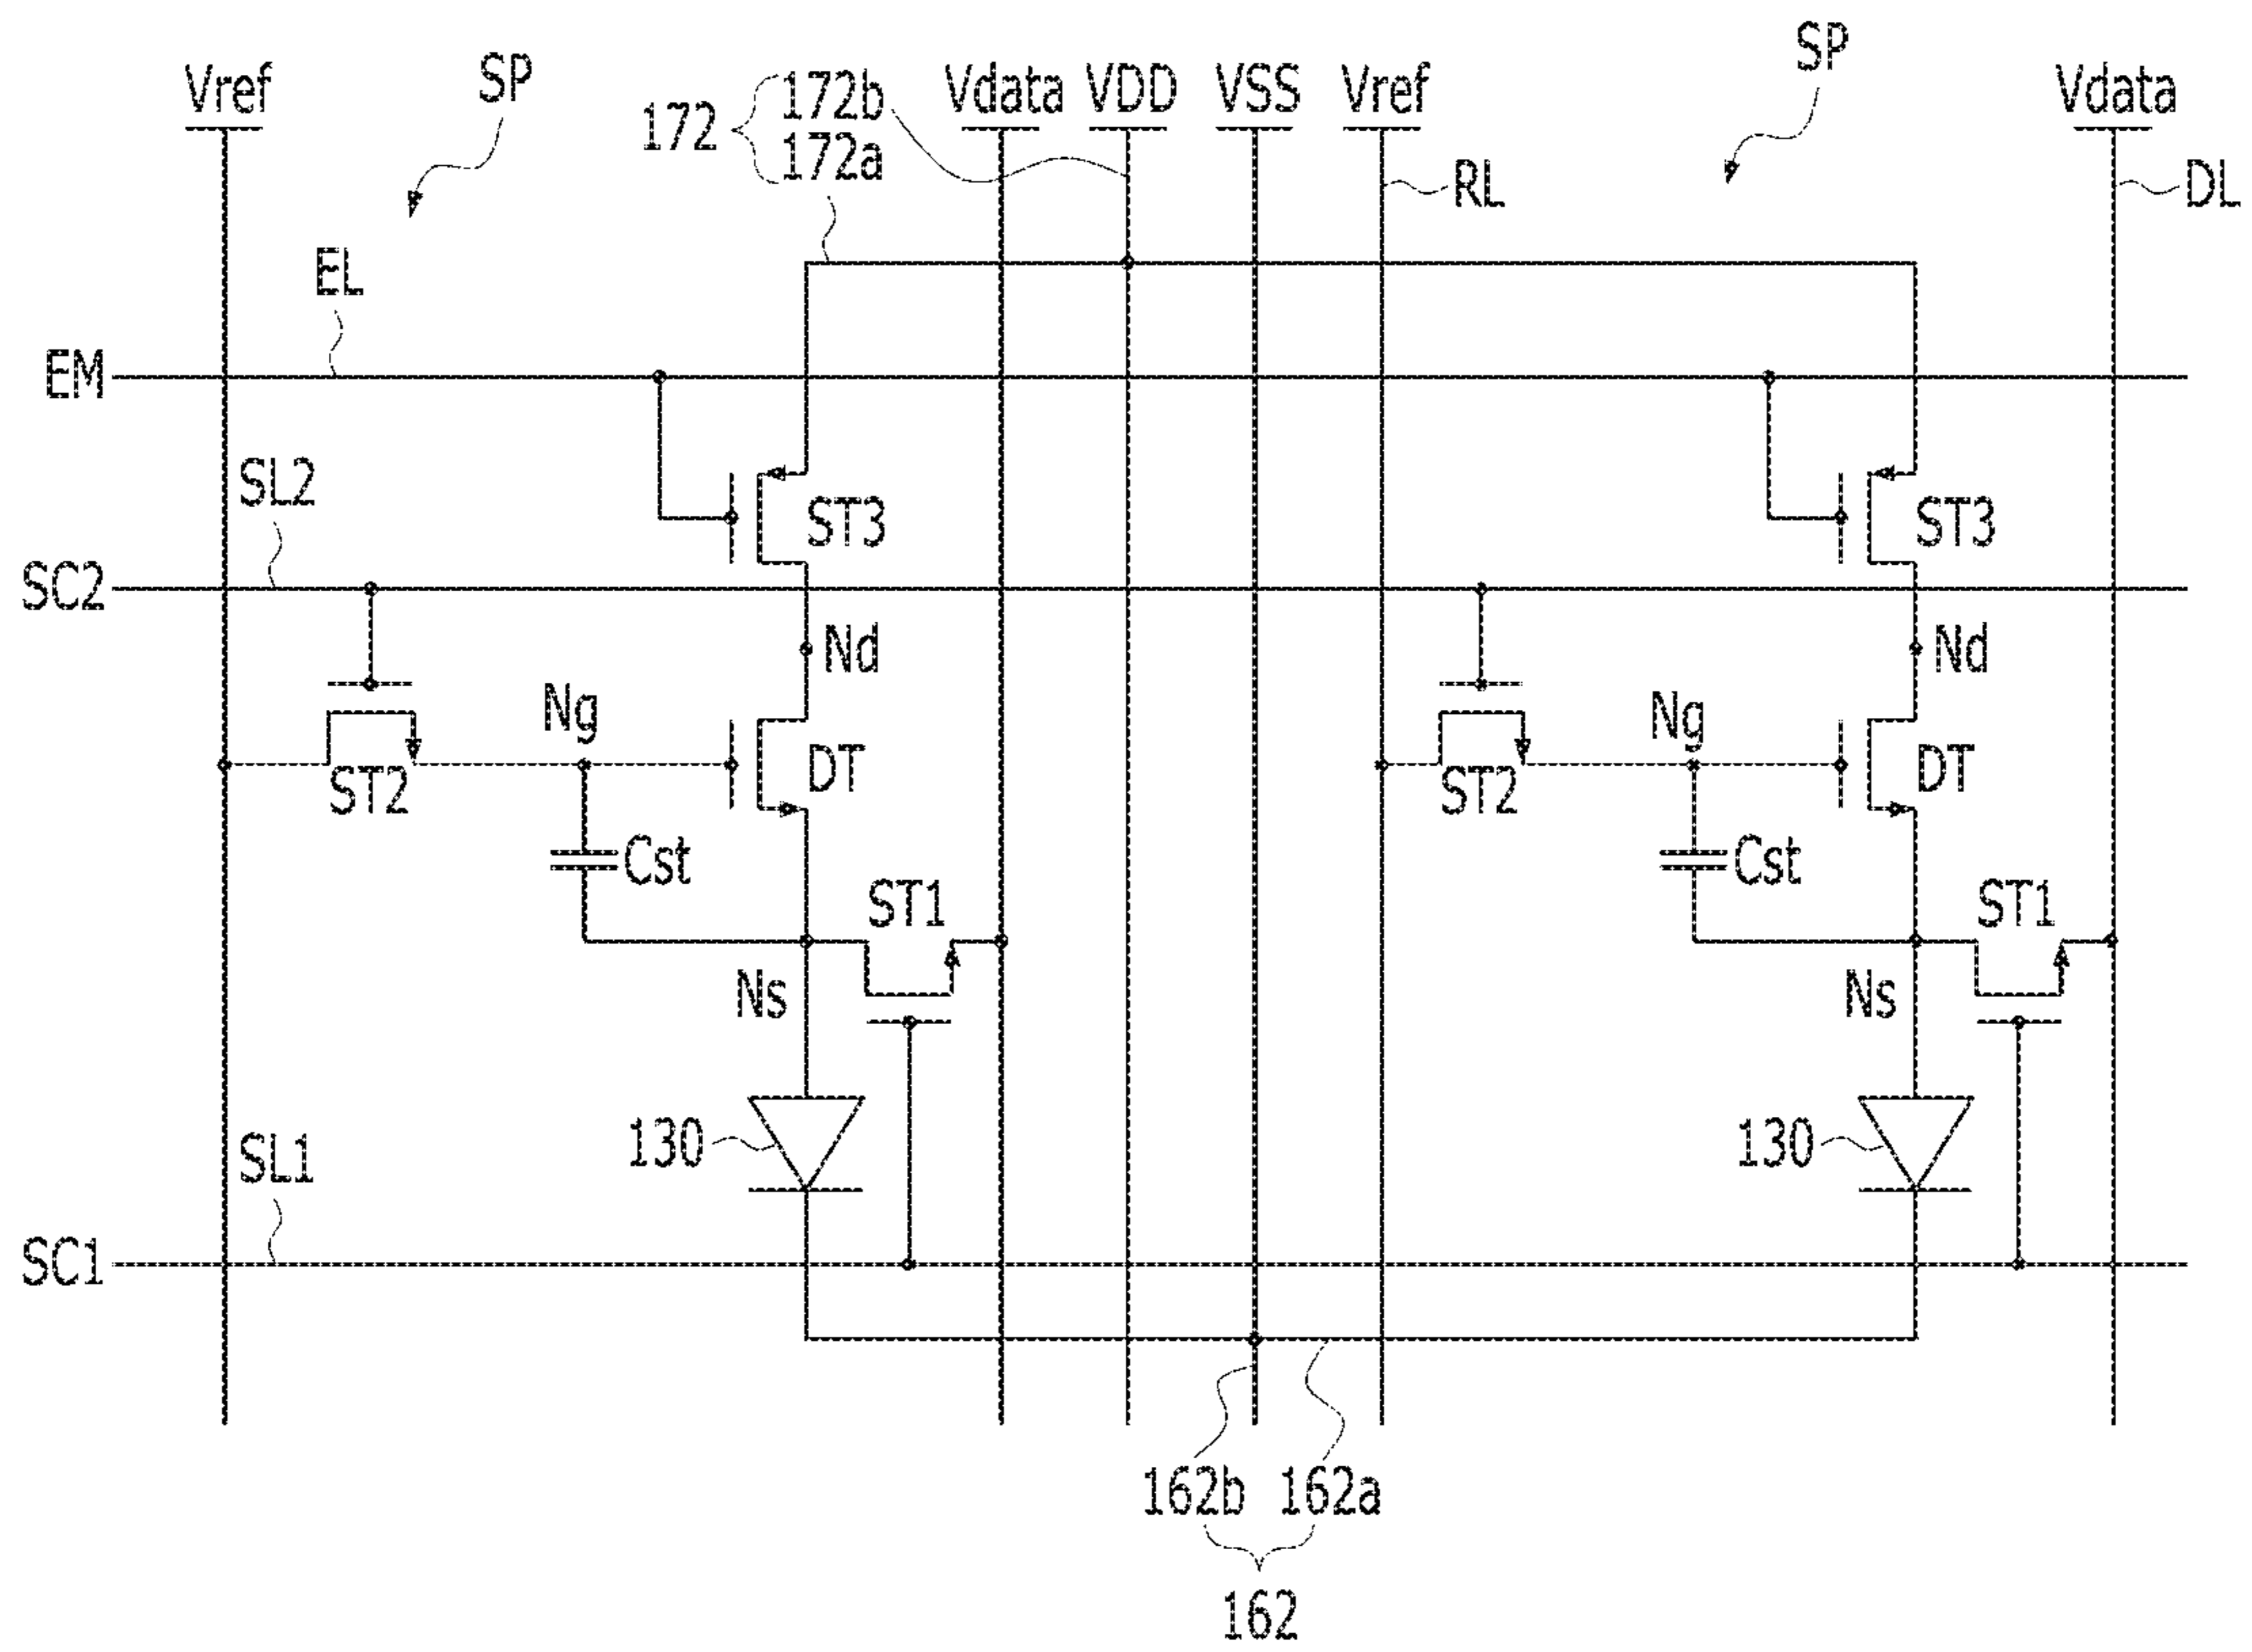 SP
SP
Vref
172
172b
172a
Vdata
VDD
VSS
Vref
Vdata
RL
DL
EL
EM
SL2
ST3
ST3
SC2
Nd
Nd
Ng
Ng
DT
DT
ST2
ST2
Cst
Cst
ST1
ST1
Ns
Ns
130
130
SL1
SC1
162b
162a
162